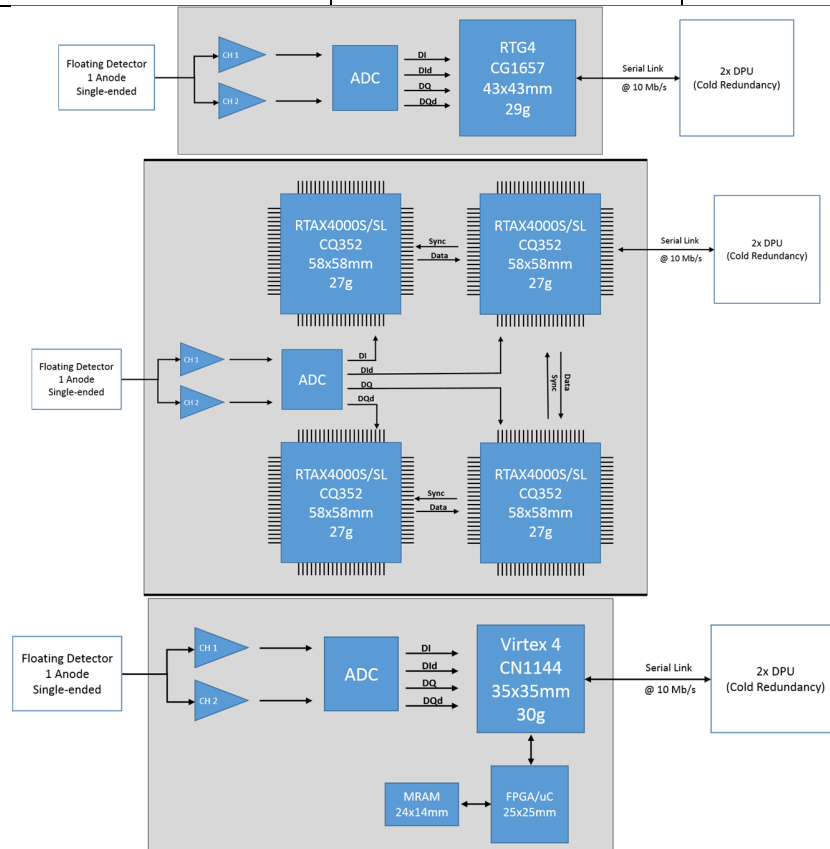 Floating Detector
1 Anode
Single-ended
CH 1
CH 2
ADC
DI
DId
DQ
DQd
RTG4
CG1657
43x43mm
29g
Serial Link
@ 10 Mb/s
2x DPU
(Cold Redundancy)
RTAX4000S/SL
CQ352
58x58mm
27g
Sync
Data
RTAX4000S/SL
CQ352
58x58mm
27g
Serial Link
@ 10 Mb/s
2x DPU
(Cold Redundancy)
Floating Detector
1 Anode
Single-ended
CH 1
CH 2
ADC
DI
DId
DQ
DQd
Sync
Data
RTAX4000S/SL
CQ352
58x58mm
27g
Sync
Data
RTAX4000S/SL
CQ352
58x58mm
27g
Floating Detector
1 Anode
Single-ended
CH 1
CH 2
ADC
DI
DId
DQ
DQd
Virtex 4
CN1144
35x35mm
30g
Serial Link
@ 10 Mb/s
2x DPU
(Cold Redundancy)
MRAM
24x14mm
FPGA/uC
25x25mm